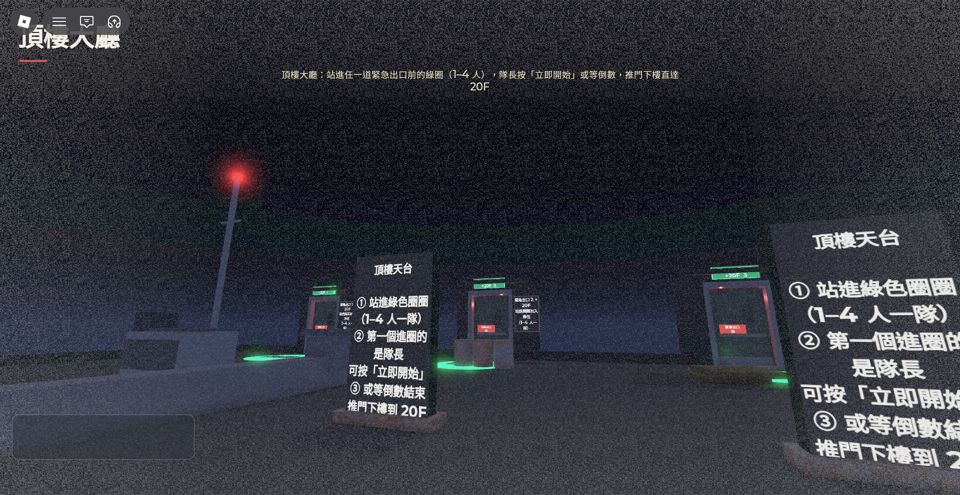 頂樓大廳
頂樓大廳：站進任一道緊急出口前的綠圈（1–4 人），隊長按「立即開始」或等倒數，推門下樓直達
20F
頂樓天台
① 站進綠色圈圈
（1–4 人一隊）
② 第一個進圈的
是隊長
可按「立即開始」
③ 或等倒數結束
推門下樓到 20F
頂樓天台
① 站進綠色圈圈
（1–4 人一隊）
② 第一個進圈的
是隊長
可按「立即開始
③ 或等倒數結
推門下樓到 2